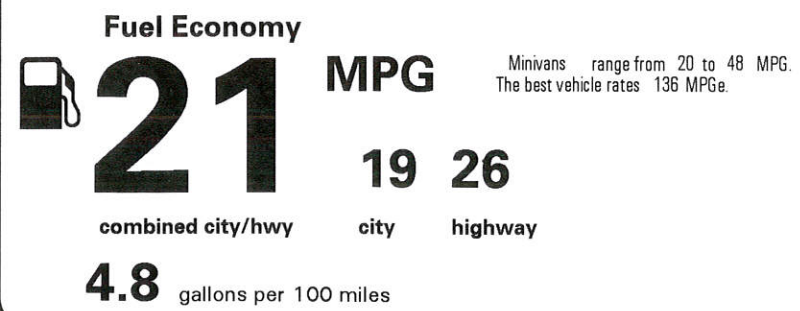 Fuel Economy
21 MPG
Minivans range from 20 to 48 MPG.
The best vehicle rates 136 MPGe.
19 26
combined city/hwy city highway
4.8 gallons per 100 miles